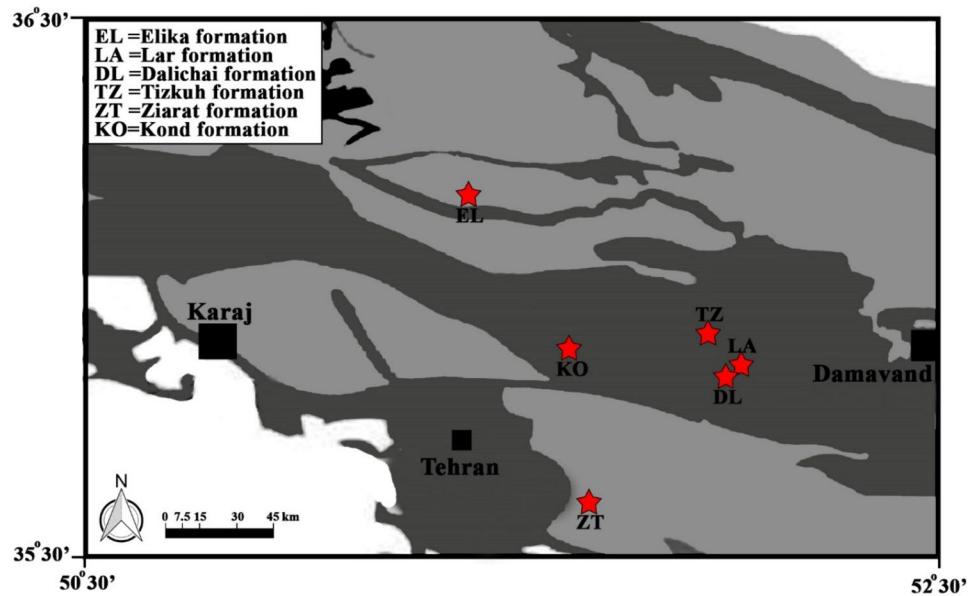 36°30'
EL =Elika formation
LA =Lar formation
DL =Dalichai formation
TZ =Tizkuh formation
ZT =Ziarat formation
KO=Kond formation
EL
Karaj
TZ
LA
KO
DL
Damavand
Tehran
N
0 7.5 15 30 45 km
ZT
35°30'
50°30'
52°30'